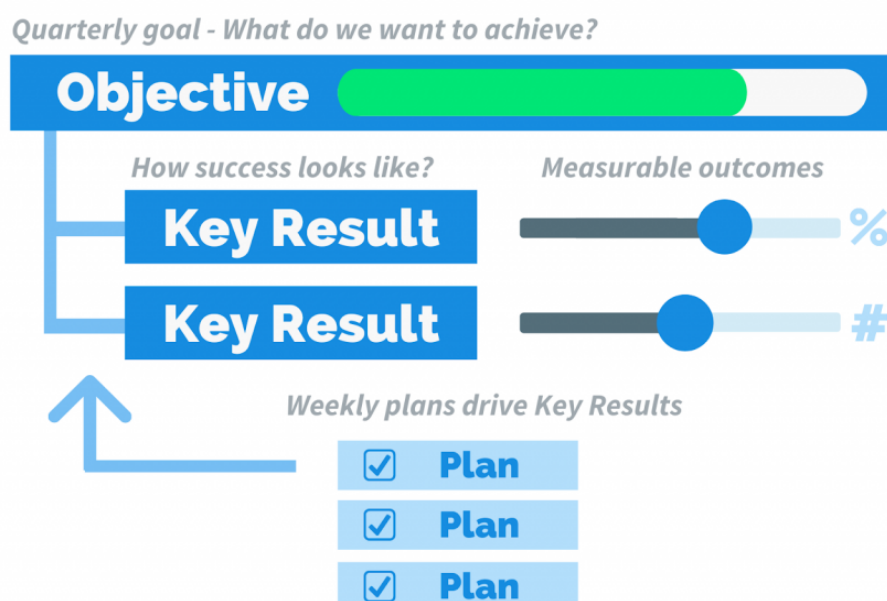 Quarterly goal - What do we want to achieve?
Objective
How success looks like?
Measurable outcomes
Key Result
%
Key Result
#
Weekly plans drive Key Results
Plan
Plan
Plan